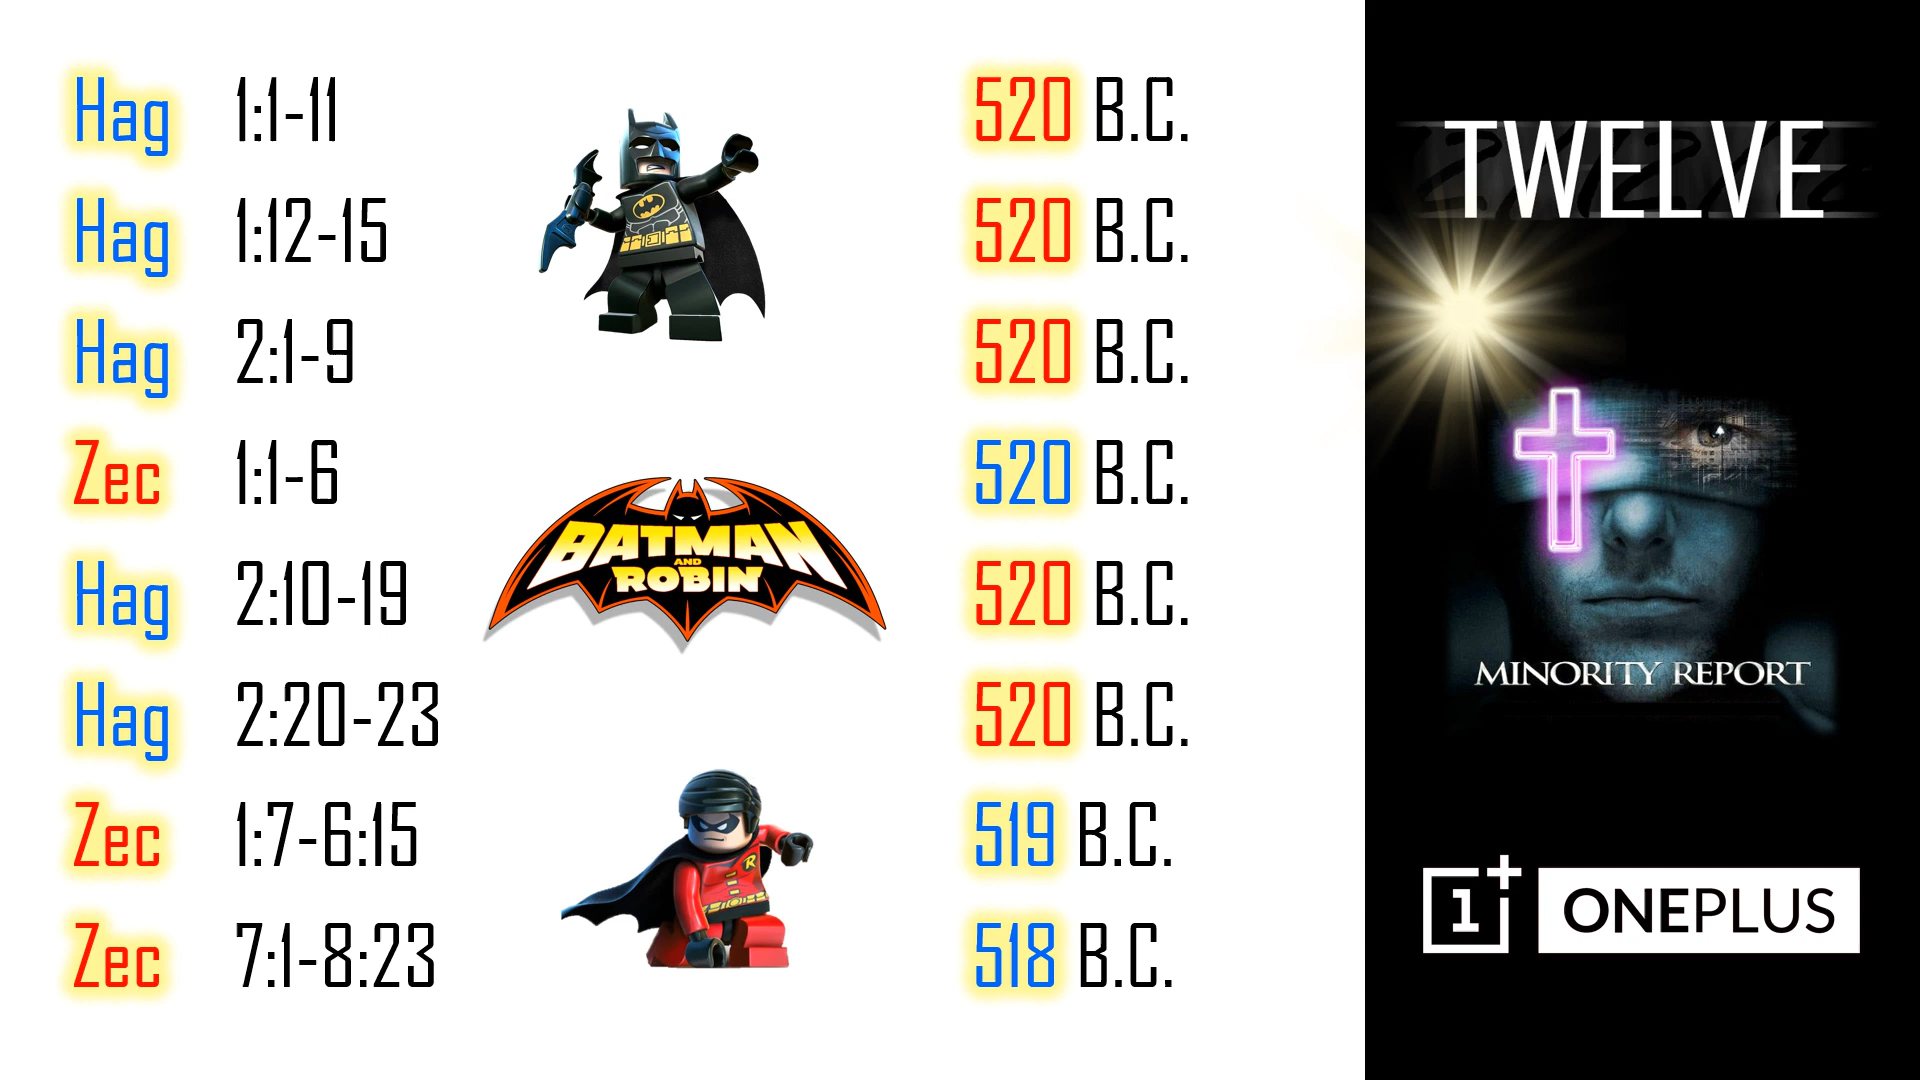 Hag 1:1-11 520 B.C.
Hag 1:12-15 520 B.C.
Hag 2:1-9 520 B.C.
Zec 1:1-6 520 B.C.
Hag 2:10-19 520 B.C.
Hag 2:20-23 520 B.C.
Zec 1:7-6:15 519 B.C.
Zec 7:1-8:23 518 B.C.
BATMAN
AND
ROBIN
R
TWELVE
MINORITY REPORT
1+ ONEPLUS